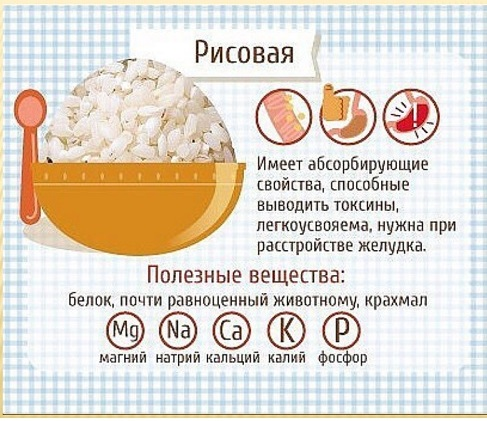 Рисовая
Имеет абсорбирующие
свойства, способные
выводить токсины,
легкоусвояема, нужна при
расстройстве желудка.
Полезные вещества:
белок, почти равноценный животному, крахмал
Mg Na Ca K P
магний натрий кальций калий фосфор